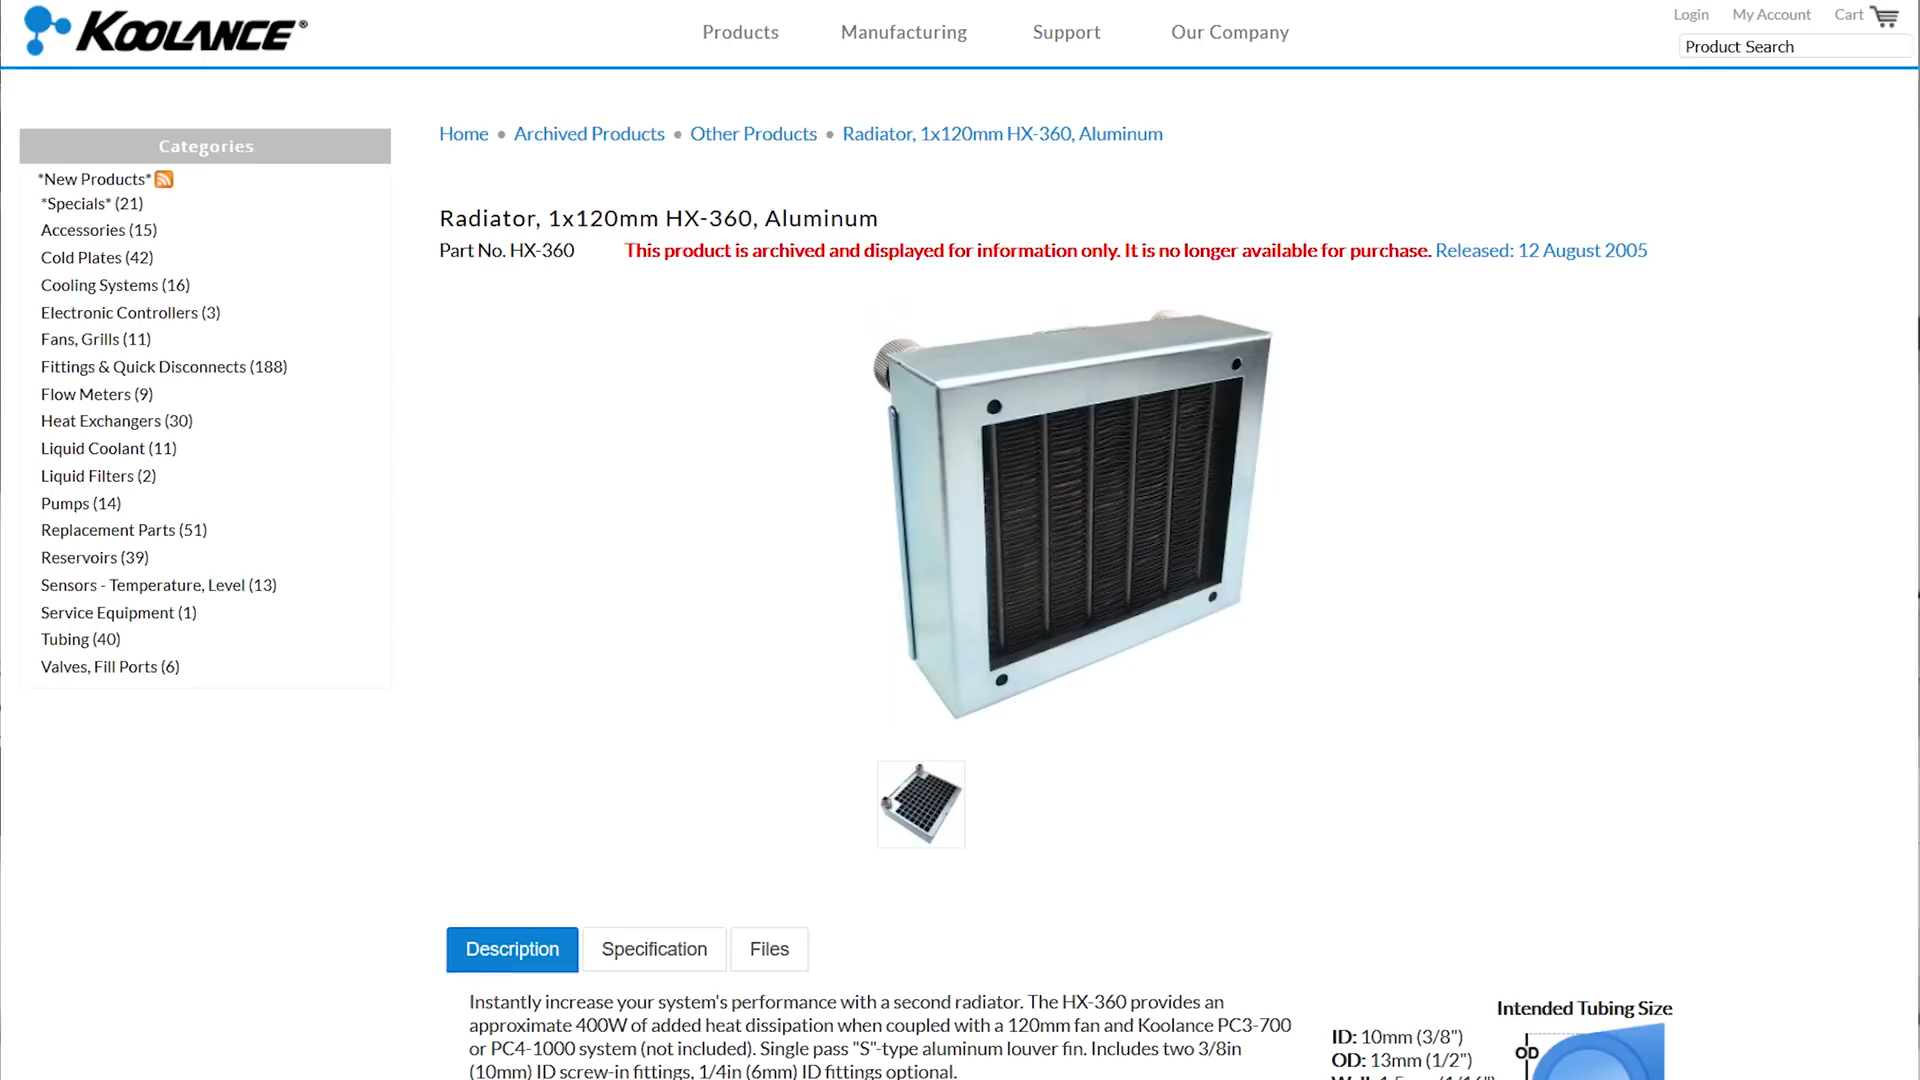 KOOLANCE®
Products
Manufacturing
Support
Our Company
Login
My Account
Cart
Product Search
Categories
*New Products*
*Specials* (21)
Accessories (15)
Cold Plates (42)
Cooling Systems (16)
Electronic Controllers (3)
Fans, Grills (11)
Fittings & Quick Disconnects (188)
Flow Meters (9)
Heat Exchangers (30)
Liquid Coolant (11)
Liquid Filters (2)
Pumps (14)
Replacement Parts (51)
Reservoirs (39)
Sensors - Temperature, Level (13)
Service Equipment (1)
Tubing (40)
Valves, Fill Ports (6)
Home • Archived Products • Other Products • Radiator, 1x120mm HX-360, Aluminum
Radiator, 1x120mm HX-360, Aluminum
Part No. HX-360 This product is archived and displayed for information only. It is no longer available for purchase. Released: 12 August 2005
Description
Specification
Files
Instantly increase your system's performance with a second radiator. The HX-360 provides an
approximate 400W of added heat dissipation when coupled with a 120mm fan and Koolance PC3-700
or PC4-1000 system (not included). Single pass "S"-type aluminum louver fin. Includes two 3/8in
(10mm) ID screw-in fittings, 1/4in (6mm) ID fittings optional.
Intended Tubing Size
ID: 10mm (3/8")
OD: 13mm (1/2")
OD